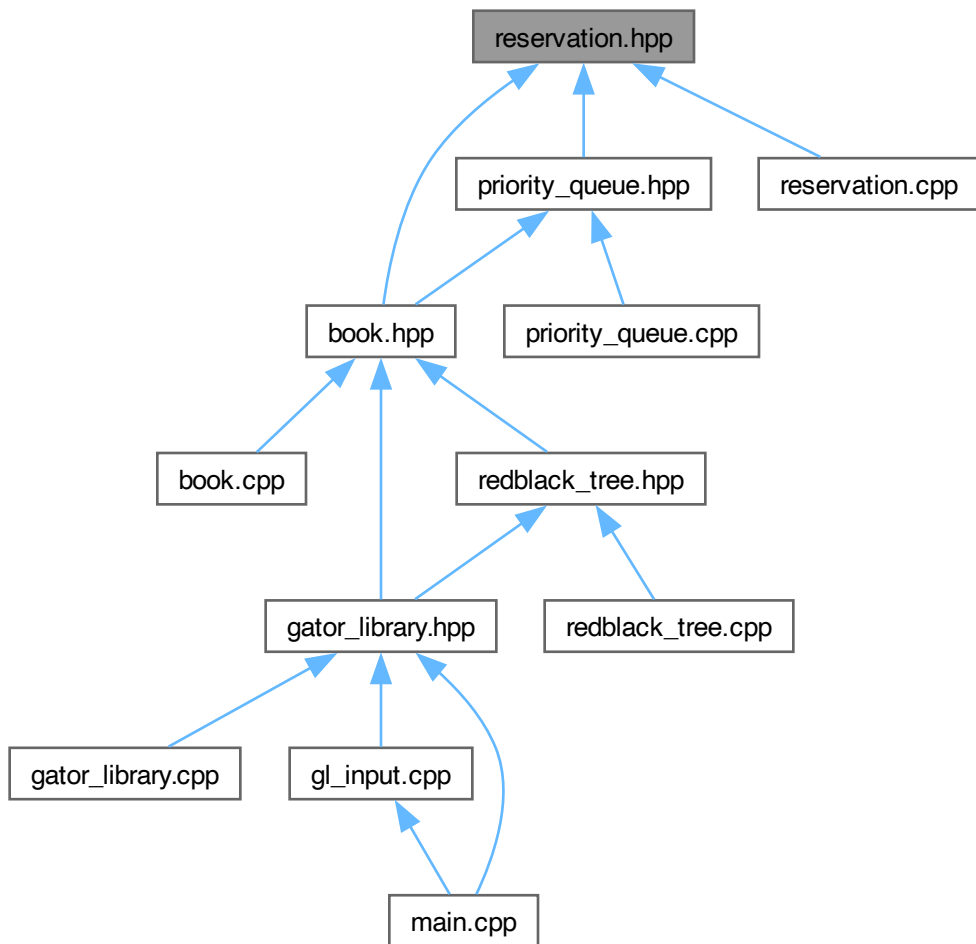 reservation.hpp
priority_queue.hpp
reservation.cpp
book.hpp
priority_queue.cpp
book.cpp
redblack_tree.hpp
gator_library.hpp
redblack_tree.cpp
gator_library.cpp
gl_input.cpp
main.cpp